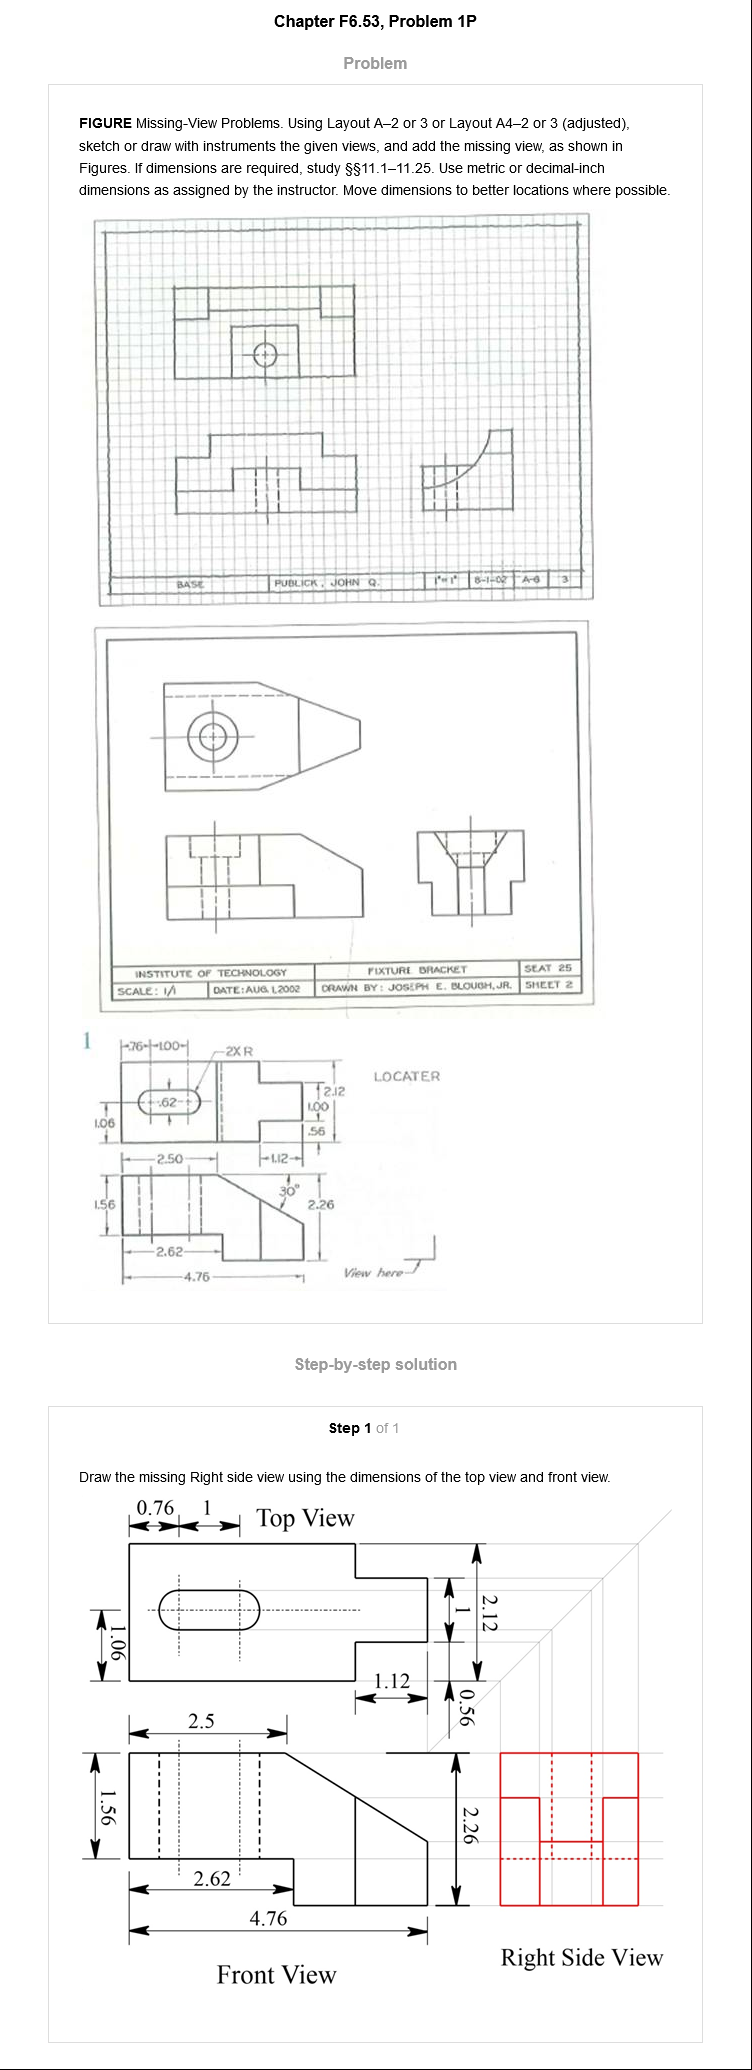 Chapter F6.53, Problem 1P
Problem
FIGURE Missing-View Problems. Using Layout A–2 or 3 or Layout A4–2 or 3 (adjusted),
sketch or draw with instruments the given views, and add the missing view, as shown in
Figures. If dimensions are required, study §§11.1–11.25. Use metric or decimal-inch
dimensions as assigned by the instructor. Move dimensions to better locations where possible.
BASE PUBLICK, JOHN Q. 1"=1" 8-1-02 A-6 3
INSTITUTE OF TECHNOLOGY FIXTURE BRACKET SEAT 25
SCALE: 1/1 DATE: AUG. 1, 2002 DRAWN BY: JOSEPH E. BLOUGH, JR. SHEET 2
1
.76 1.00
2X R
LOCATER
.62
2.12
1.00
1.06
.56
2.50
1.12
30°
1.56
2.26
2.62
View here
4.76
Step-by-step solution
Step 1 of 1
Draw the missing Right side view using the dimensions of the top view and front view.
0.76 1
Top View
1
2.12
1.06
1.12
0.56
2.5
1.56
2.26
2.62
4.76
Right Side View
Front View